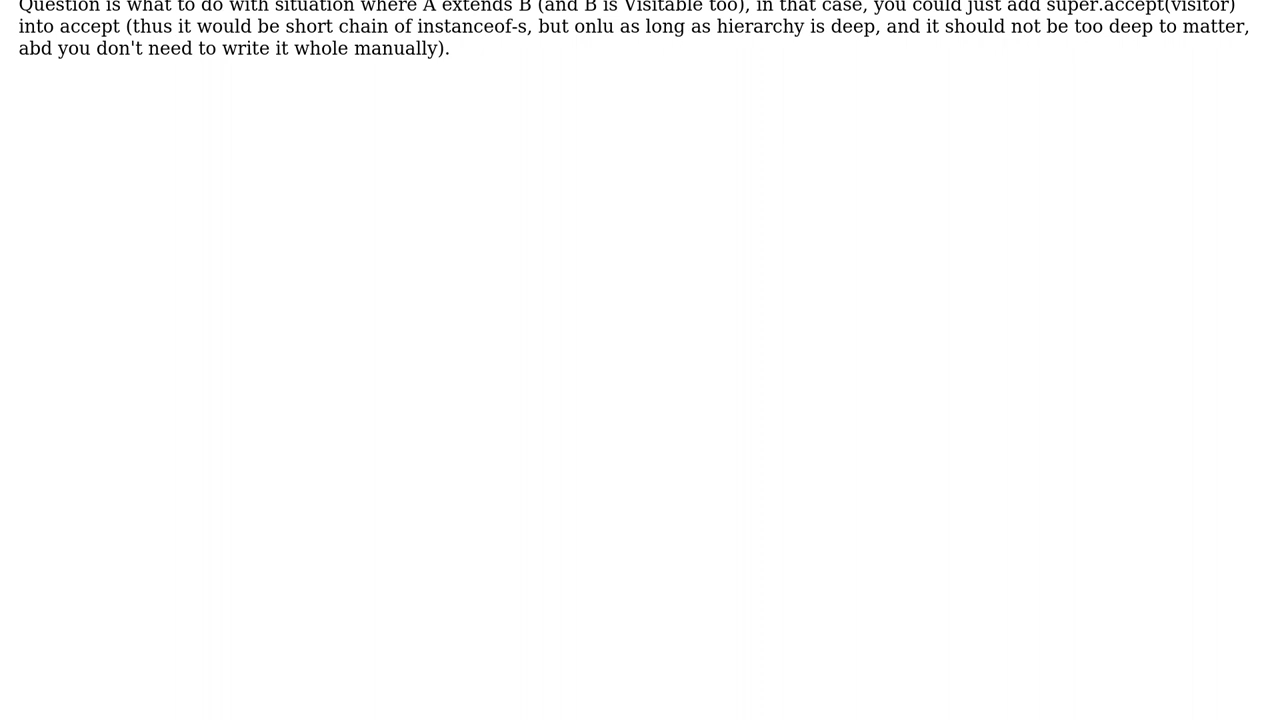 Question is what to do with situation where A extends B (and B is Visitable too), in that case, you could just add super.accept(visitor)
into accept (thus it would be short chain of instanceof-s, but onlu as long as hierarchy is deep, and it should not be too deep to matter,
abd you don't need to write it whole manually).